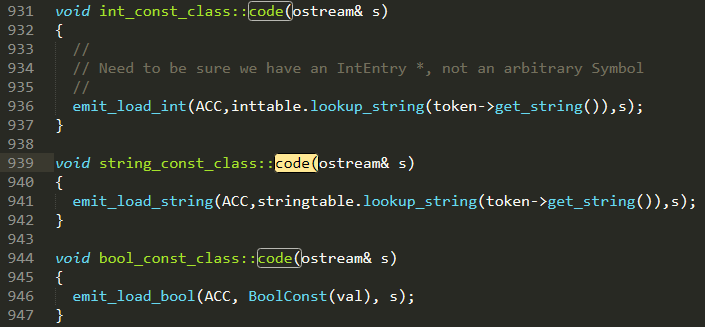 931 void int_const_class::code(ostream& s)
932 {
933   //
934   // Need to be sure we have an IntEntry *, not an arbitrary Symbol
935   //
936   emit_load_int(ACC,inttable.lookup_string(token->get_string()),s);
937 }
938
939 void string_const_class::code(ostream& s)
940 {
941   emit_load_string(ACC,stringtable.lookup_string(token->get_string()),s);
942 }
943
944 void bool_const_class::code(ostream& s)
945 {
946   emit_load_bool(ACC, BoolConst(val), s);
947 }